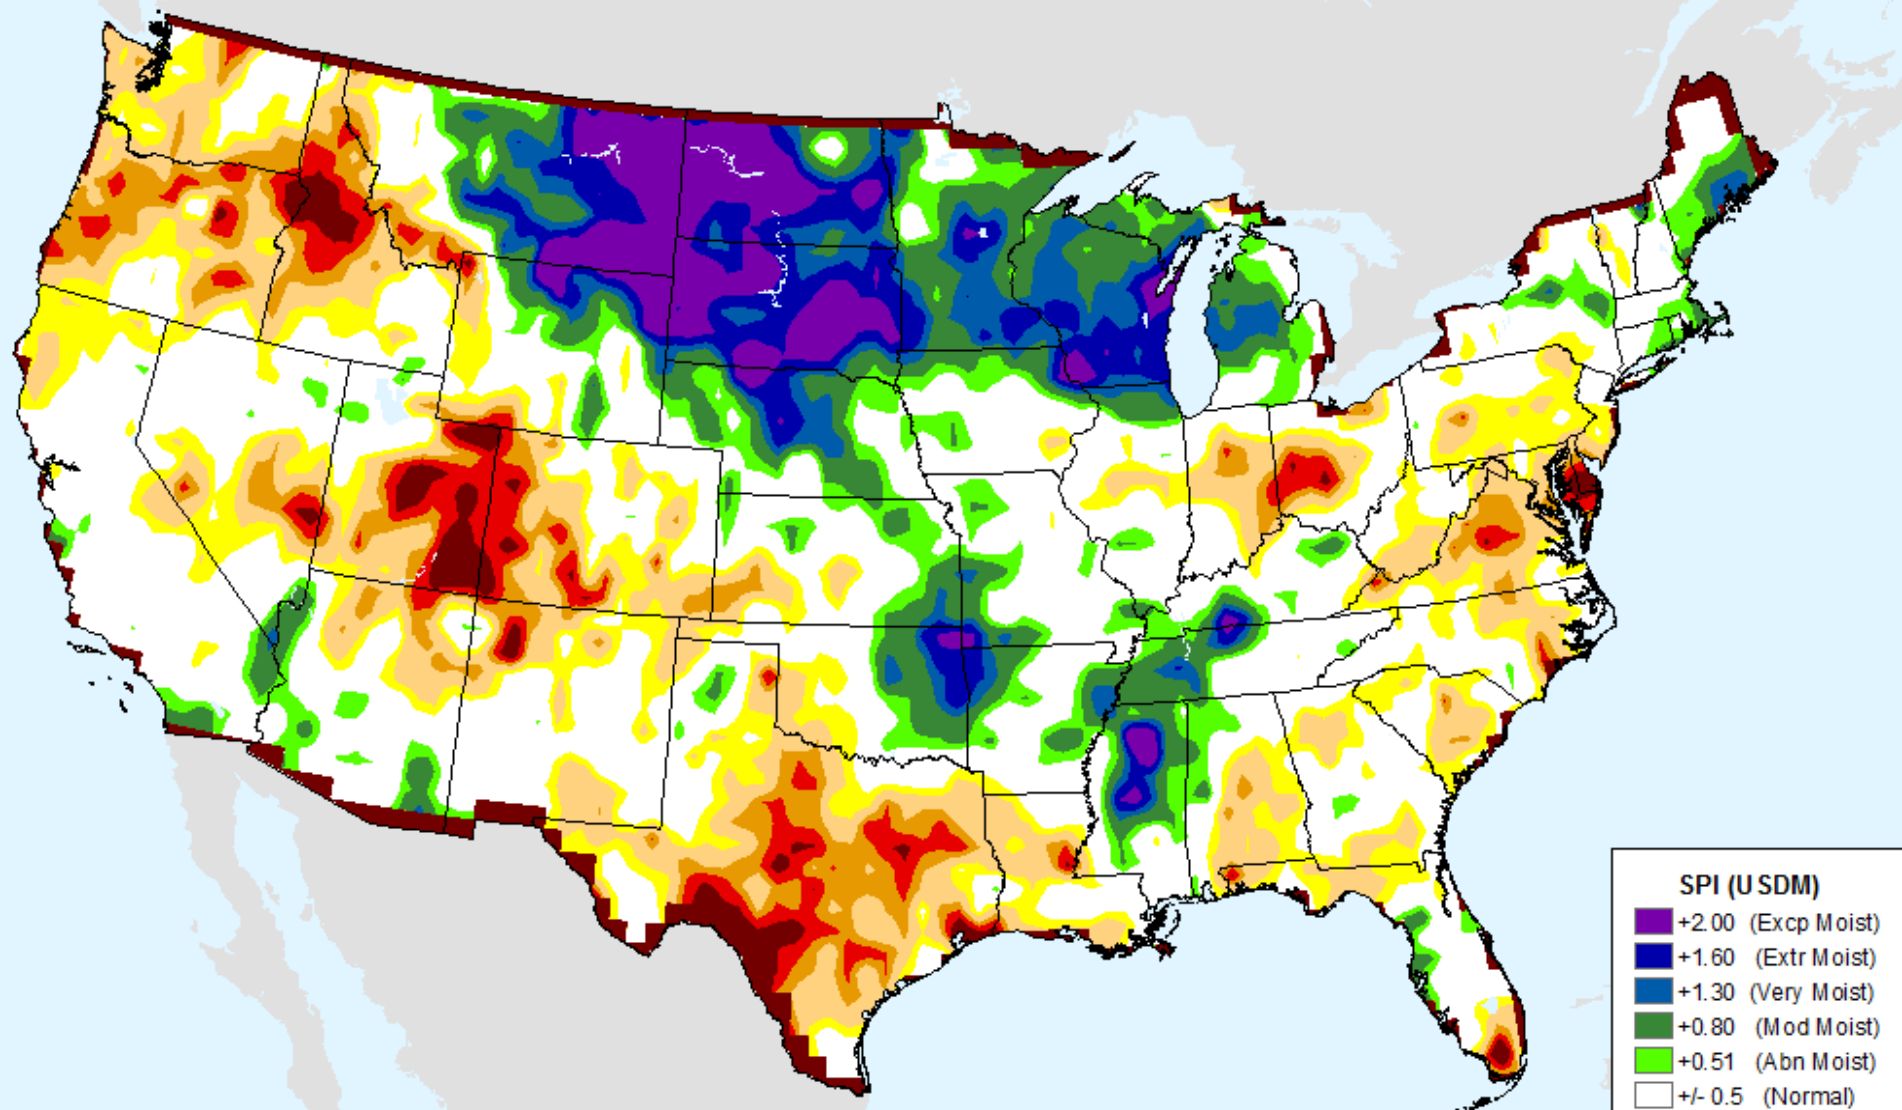 SPI (USDM)
+2.00 (Excp Moist)
+1.60 (Extr Moist)
+1.30 (Very Moist)
+0.80 (Mod Moist)
+0.51 (Abn Moist)
+/- 0.5 (Normal)